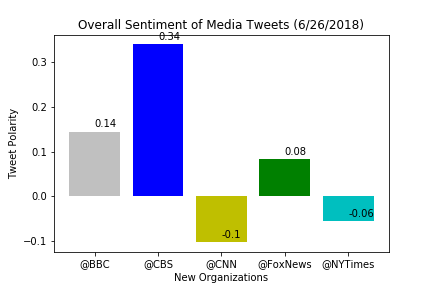 Overall Sentiment of Media Tweets (6/26/2018)
0.34
0.3
0.2
0.14
0.1
0.08
0.0
-0.06
-0.1
−0.1
Tweet Polarity
@BBC @CBS @CNN @FoxNews @NYTimes
New Organizations